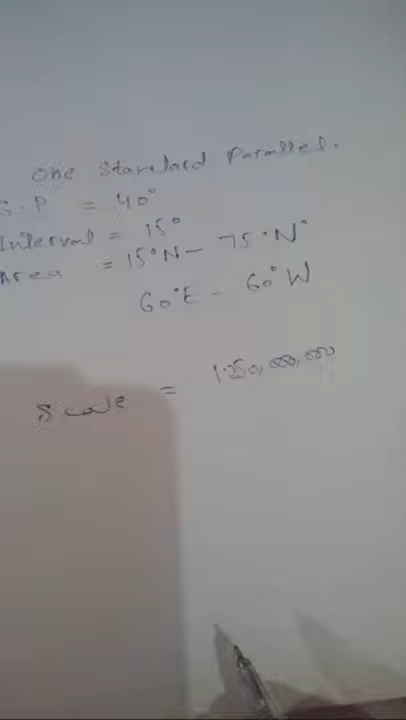 One Standard Parallel.
S.P = 40°
Interval = 15°
Area = 15°N - 75°N
60°E - 60°W
Scale = 1:250,000,000